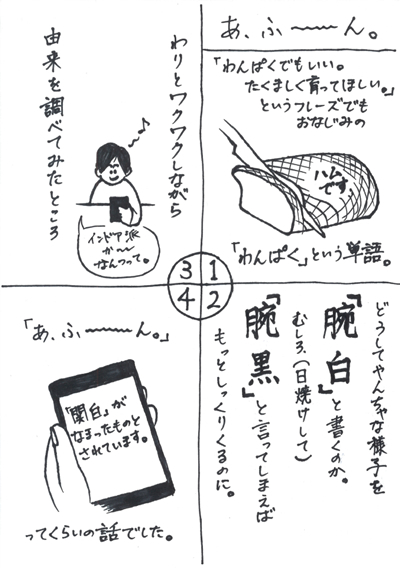 あ、ふ〜〜ん。
「わんぱくでもいい。
たくましく育ってほしい。」
というフレーズでも
おなじみの
ハム
です
「わんぱく」という単語。
1
2
3
4
どうしてやんちゃな様子を
「腕白」と書くのか。
むしろ、(日焼けして)
「腕黒」と言ってしまえば
もっとしっくりくるのに。
わりとワクワクしながら
由来を調べてみたところ
インドア派
か〜
なんつって。
「あ、ふ〜〜ん。」
「関白」が
なまったものと
されています。
ってくらいの話でした。